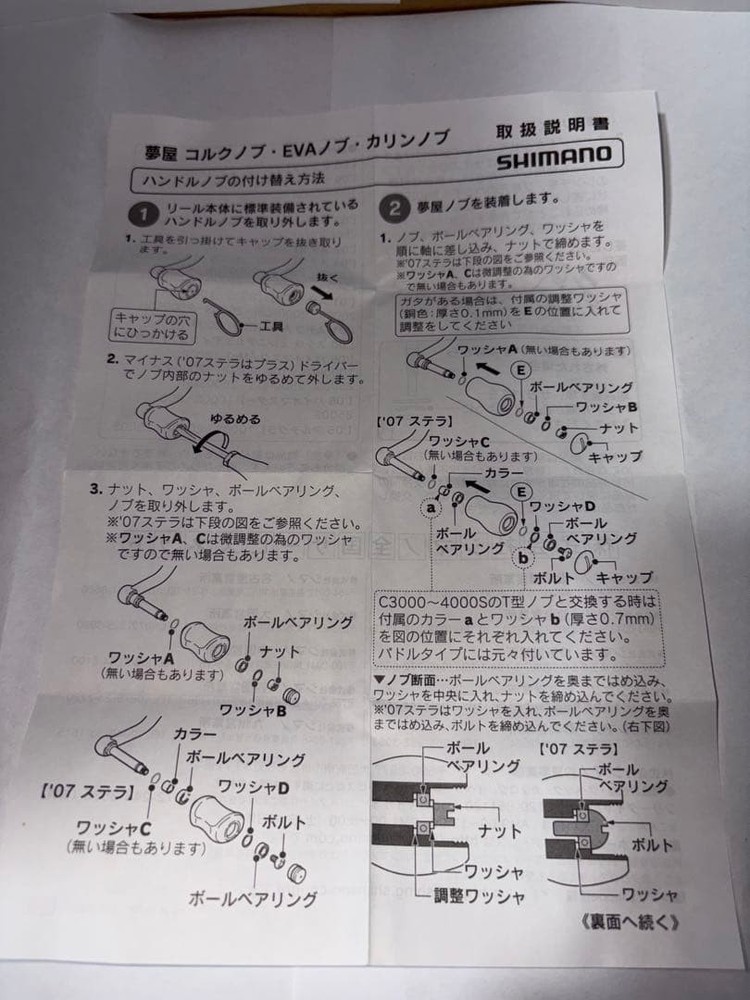 夢屋 コルクノブ・EVAノブ・カリンノブ
取扱説明書
SHIMANO
ハンドルノブの付け替え方法
1 リール本体に標準装備されている
ハンドルノブを取り外します。
1. 工具を引っ掛けてキャップを抜き取り
ます。
抜く
キャップの穴
にひっかける
工具
2. マイナス('07ステラはプラス)ドライバー
でノブ内部のナットをゆるめて外します。
ゆるめる
3. ナット、ワッシャ、ボールベアリング、
ノブを取り外します。
※'07ステラは下段の図をご参照ください。
※ワッシャA、Cは微調整の為のワッシャ
ですので無い場合もあります。
ボールベアリング
ナット
ワッシャA
(無い場合もあります)
ワッシャB
カラー
ボールベアリング
【'07 ステラ】
ワッシャD
ワッシャC
(無い場合もあります)
ボルト
ボールベアリング
2 夢屋ノブを装着します。
1. ノブ、ボールベアリング、ワッシャを
順に軸に差し込み、ナットで締めます。
※'07ステラは下段の図をご参照ください。
※ワッシャA、Cは微調整の為のワッシャですの
で無い場合もあります。
ガタがある場合は、付属の調整ワッシャ
(銅色:厚さ0.1mm)をEの位置に入れて
調整をしてください
ワッシャA(無い場合もあります)
E
ボールベアリング
ワッシャB
ナット
キャップ
【'07 ステラ】
ワッシャC
(無い場合もあります)
カラー
a
E
ワッシャD
ボール
ベアリング
ボール
ベアリング
b
ボルト
キャップ
C3000〜4000SのT型ノブと交換する時は
付属のカラーaとワッシャb(厚さ0.7mm)
を図の位置にそれぞれ入れてください。
パドルタイプには元々付いています。
▼ノブ断面…ボールベアリングを奥まではめ込み、
ワッシャを中央に入れ、ナットを締め込んでください。
※'07ステラはワッシャを入れ、ボールベアリングを奥
まではめ込み、ボルトを締め込んでください。(右下図)
ボール
ベアリング
ナット
ワッシャ
調整ワッシャ
【'07 ステラ】
ボール
ベアリング
ボルト
ワッシャ
《裏面へ続く》